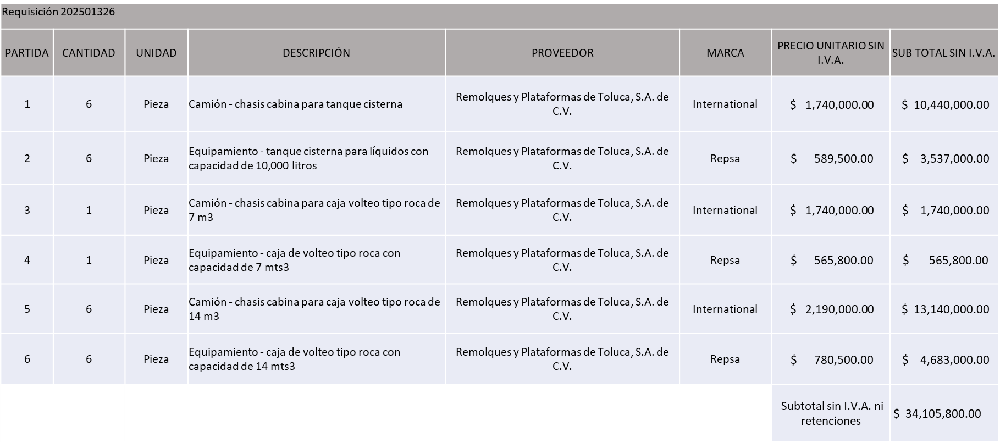 Requisición 202501326
PARTIDA CANTIDAD UNIDAD DESCRIPCIÓN PROVEEDOR MARCA PRECIO UNITARIO SIN I.V.A. SUB TOTAL SIN I.V.A.
1 6 Pieza Camión - chasis cabina para tanque cisterna Remolques y Plataformas de Toluca, S.A. de C.V. International $ 1,740,000.00 $ 10,440,000.00
2 6 Pieza Equipamiento - tanque cisterna para líquidos con capacidad de 10,000 litros Remolques y Plataformas de Toluca, S.A. de C.V. Repsa $ 589,500.00 $ 3,537,000.00
3 1 Pieza Camión - chasis cabina para caja volteo tipo roca de 7 m3 Remolques y Plataformas de Toluca, S.A. de C.V. International $ 1,740,000.00 $ 1,740,000.00
4 1 Pieza Equipamiento - caja de volteo tipo roca con capacidad de 7 mts3 Remolques y Plataformas de Toluca, S.A. de C.V. Repsa $ 565,800.00 $ 565,800.00
5 6 Pieza Camión - chasis cabina para caja volteo tipo roca de 14 m3 Remolques y Plataformas de Toluca, S.A. de C.V. International $ 2,190,000.00 $ 13,140,000.00
6 6 Pieza Equipamiento - caja de volteo tipo roca con capacidad de 14 mts3 Remolques y Plataformas de Toluca, S.A. de C.V. Repsa $ 780,500.00 $ 4,683,000.00
Subtotal sin I.V.A. ni retenciones $ 34,105,800.00